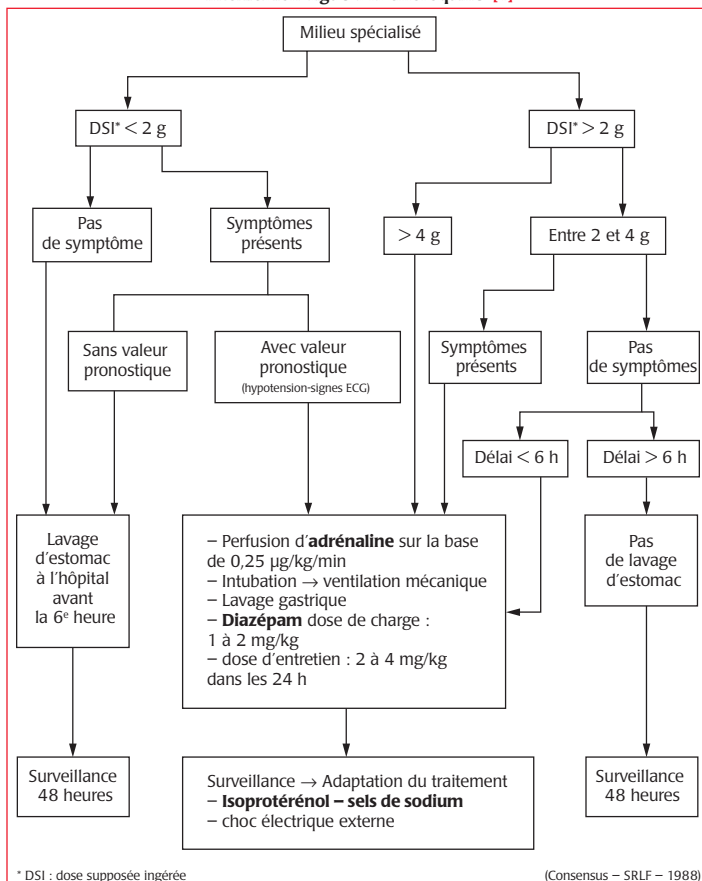 Milieu spécialisé
DSI* < 2 g
DSI* > 2 g
Pas
de symptôme
Symptômes
présents
> 4 g
Entre 2 et 4 g
Sans valeur
pronostique
Avec valeur
pronostique
(hypotension-signes ECG)
Symptômes
présents
Pas
de symptômes
Délai < 6 h
Délai > 6 h
Lavage
d'estomac
à l'hôpital
avant
la 6e heure
– Perfusion d'adrénaline sur la base
de 0,25 µg/kg/min
– Intubation → ventilation mécanique
– Lavage gastrique
– Diazépam dose de charge :
1 à 2 mg/kg
– dose d'entretien : 2 à 4 mg/kg
dans les 24 h
Pas
de lavage
d'estomac
Surveillance
48 heures
Surveillance → Adaptation du traitement
– Isoprotérénol – sels de sodium
– choc électrique externe
Surveillance
48 heures
* DSI : dose supposée ingérée
(Consensus – SRLF – 1988)